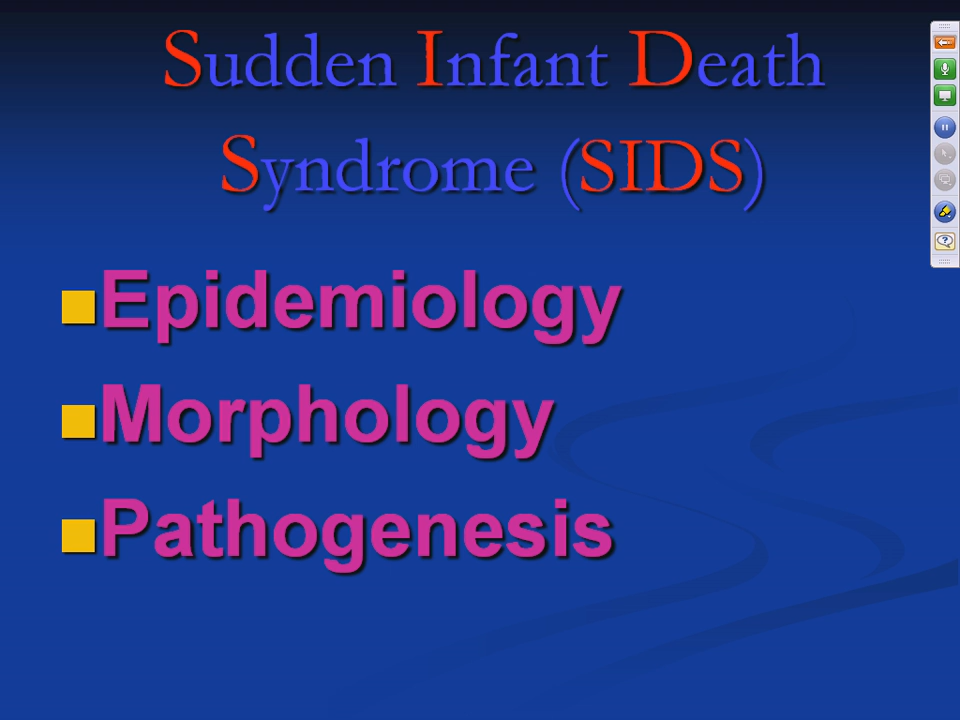 Sudden Infant Death
Syndrome (SIDS)
Epidemiology
Morphology
Pathogenesis